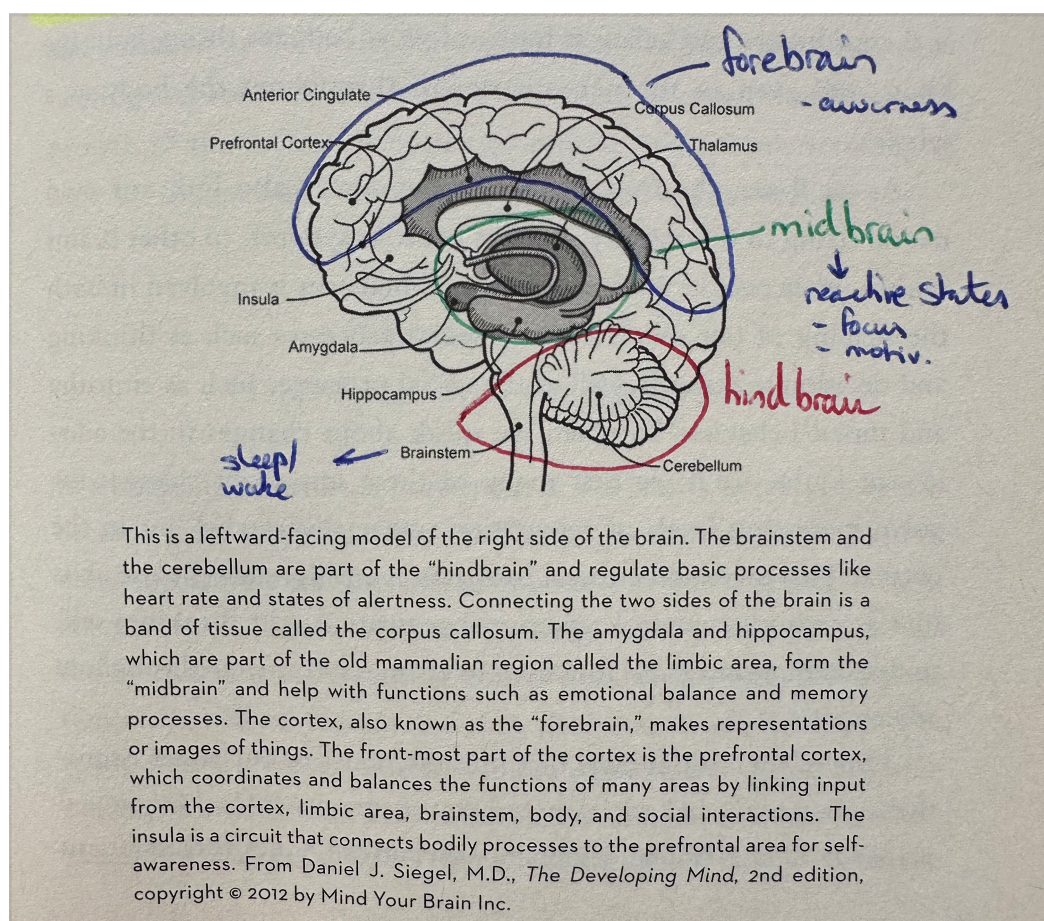 forebrain
Anterior Cingulate
Corpus Callosum
- awareness
Prefrontal Cortex
Thalamus
midbrain
Insula
reactive states
- focus
- motiv.
Amygdala
Hippocampus
hindbrain
sleep/
wake
Brainstem
Cerebellum
This is a leftward-facing model of the right side of the brain. The brainstem and
the cerebellum are part of the “hindbrain” and regulate basic processes like
heart rate and states of alertness. Connecting the two sides of the brain is a
band of tissue called the corpus callosum. The amygdala and hippocampus,
which are part of the old mammalian region called the limbic area, form the
“midbrain” and help with functions such as emotional balance and memory
processes. The cortex, also known as the “forebrain,” makes representations
or images of things. The front-most part of the cortex is the prefrontal cortex,
which coordinates and balances the functions of many areas by linking input
from the cortex, limbic area, brainstem, body, and social interactions. The
insula is a circuit that connects bodily processes to the prefrontal area for self-
awareness. From Daniel J. Siegel, M.D., The Developing Mind, 2nd edition,
copyright © 2012 by Mind Your Brain Inc.